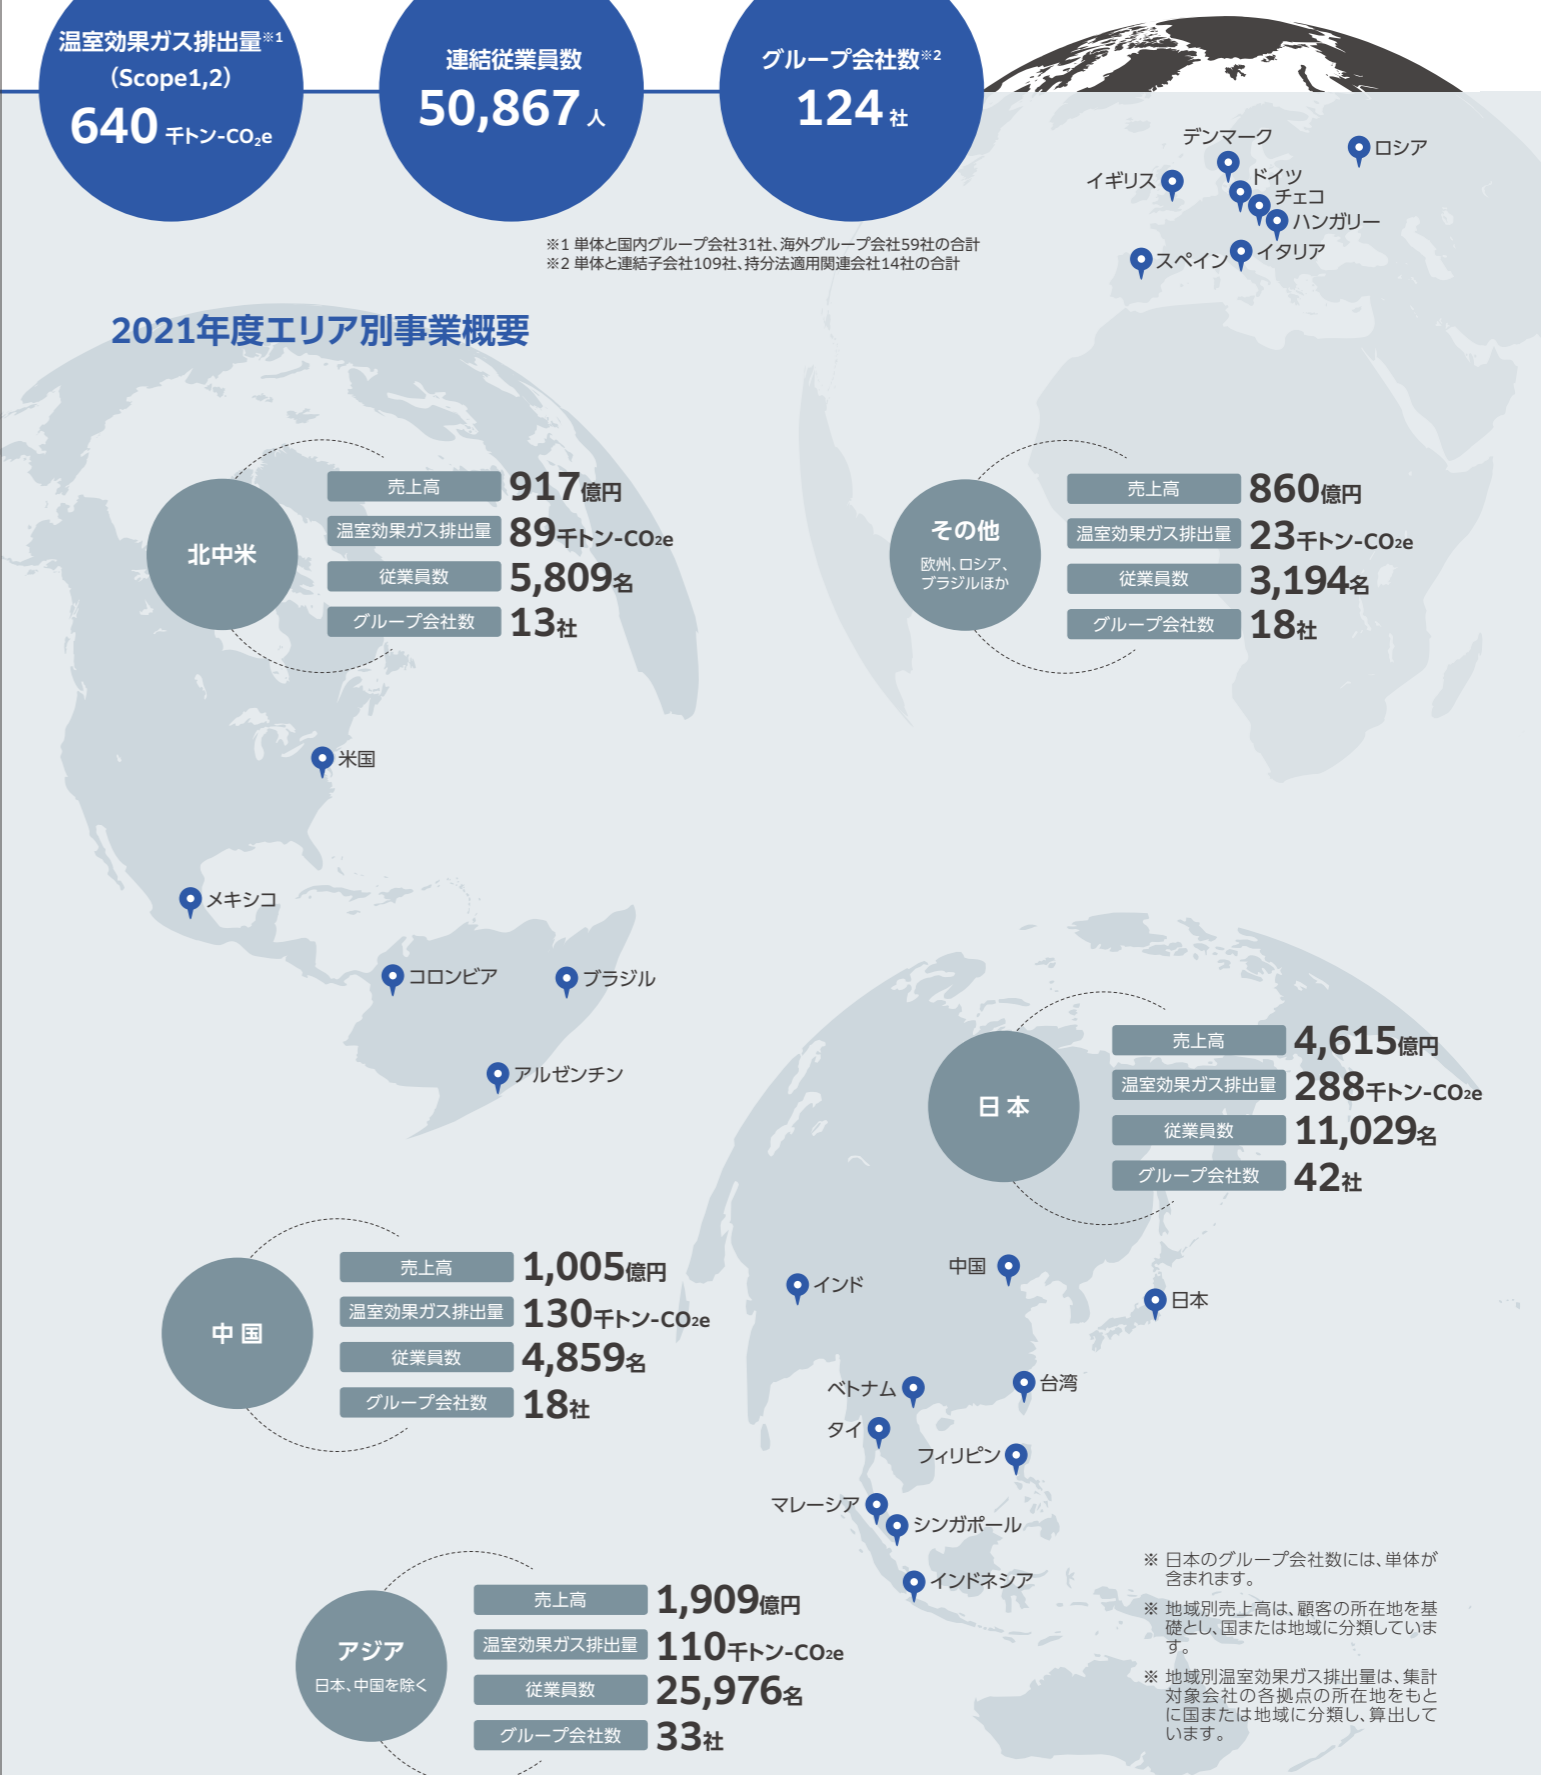 温室効果ガス排出量※1
(Scope1,2)
640 千トン-CO2e
連結従業員数
50,867 人
グループ会社数※2
124 社
※1 単体と国内グループ会社31社、海外グループ会社59社の合計
※2 単体と連結子会社109社、持分法適用関連会社14社の合計
デンマーク
ロシア
イギリス
ドイツ
チェコ
ハンガリー
スペイン
イタリア
2021年度エリア別事業概要
北中米
売上高 917億円
温室効果ガス排出量 89千トン-CO2e
従業員数 5,809名
グループ会社数 13社
その他
欧州、ロシア、
ブラジルほか
売上高 860億円
温室効果ガス排出量 23千トン-CO2e
従業員数 3,194名
グループ会社数 18社
米国
メキシコ
コロンビア
ブラジル
アルゼンチン
日本
売上高 4,615億円
温室効果ガス排出量 288千トン-CO2e
従業員数 11,029名
グループ会社数 42社
中国
売上高 1,005億円
温室効果ガス排出量 130千トン-CO2e
従業員数 4,859名
グループ会社数 18社
インド
中国
日本
ベトナム
台湾
タイ
フィリピン
マレーシア
シンガポール
インドネシア
アジア
日本、中国を除く
売上高 1,909億円
温室効果ガス排出量 110千トン-CO2e
従業員数 25,976名
グループ会社数 33社
※ 日本のグループ会社数には、単体が
含まれます。
※ 地域別売上高は、顧客の所在地を基
礎とし、国または地域に分類していま
す。
※ 地域別温室効果ガス排出量は、集計
対象会社の各拠点の所在地をもと
に国または地域に分類し、算出して
います。